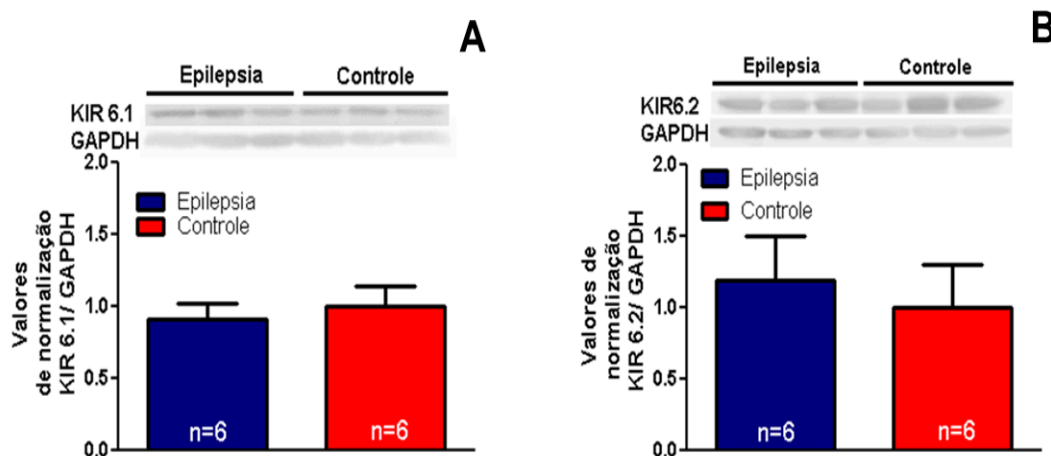 A
Epilepsia Controle
KIR 6.1
GAPDH
2.0
1.5
1.0
0.5
0.0
Valores
de normalização
KIR 6.1/ GAPDH
Epilepsia
Controle
n=6 n=6
B
Epilepsia Controle
KIR6.2
GAPDH
2.0
1.5
1.0
0.5
0.0
Valores de
normalização
KIR 6.2/ GAPDH
Epilepsia
Controle
n=6 n=6